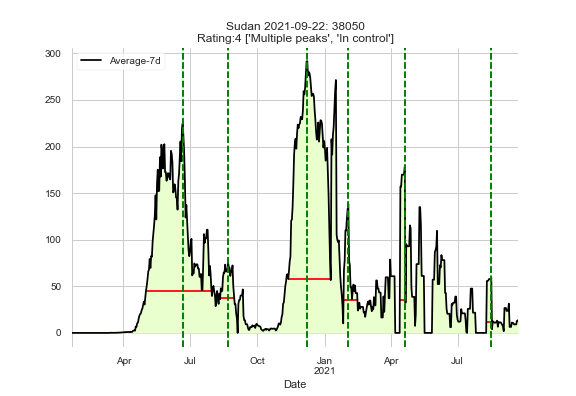 Sudan 2021-09-22: 38050
Rating:4 ['Multiple peaks', 'In control']
Average-7d
300
250
200
150
100
50
0
Apr
Jul
Oct
Jan
2021
Apr
Jul
Date